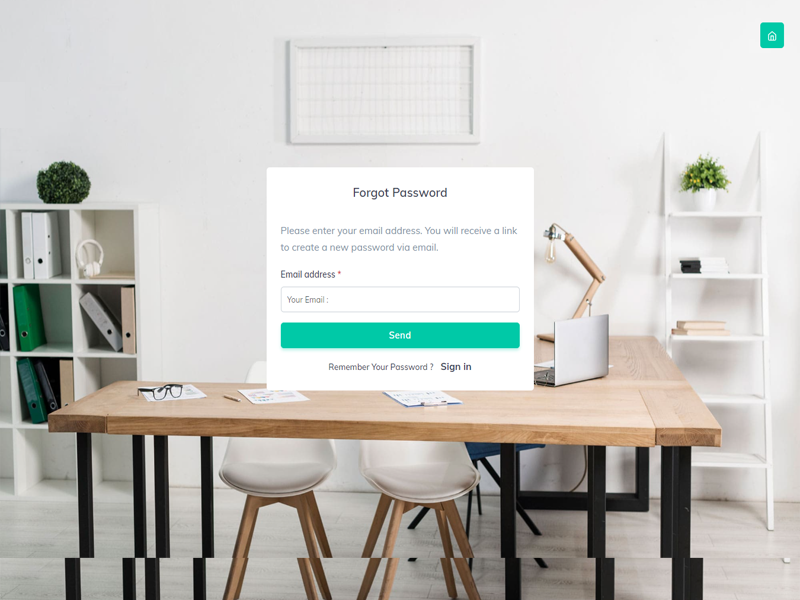 Forgot Password
Please enter your email address. You will receive a link
to create a new password via email.
Email address *
Your Email :
Send
Remember Your Password ? Sign in